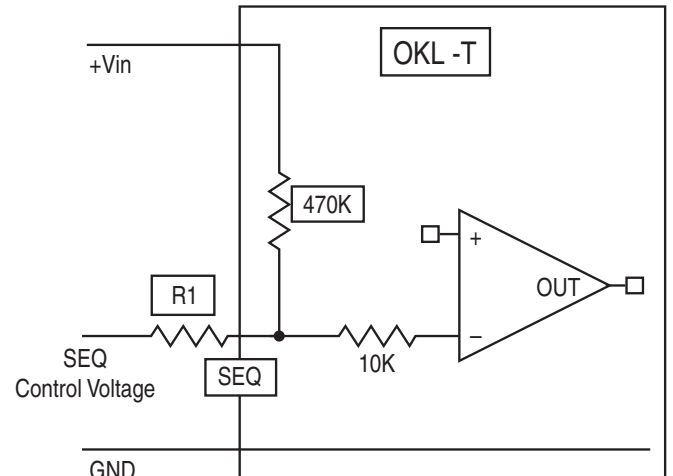 OKL -T
+Vin
470K
+
OUT
R1
−
SEQ
Control Voltage
SEQ
10K
GND